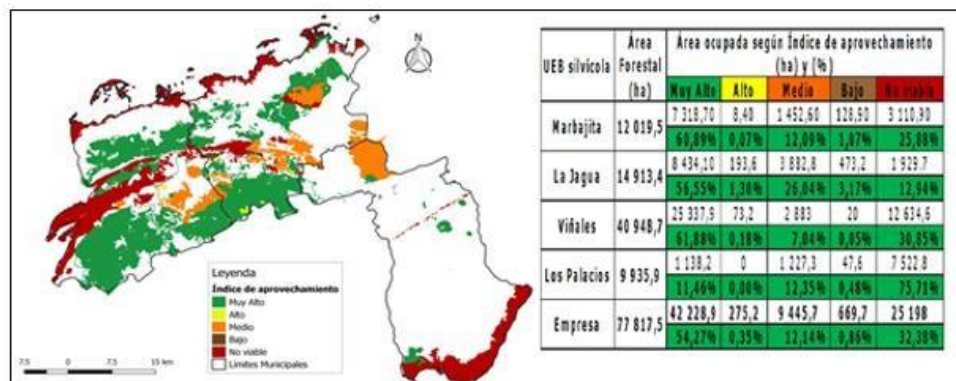 N
Leyenda
Índice de aprovechamiento
Muy Alto
Alto
Medio
Bajo
No viable
Límites Municipales
7.5 0 7.5 15 km
UEB silvícola
Área Forestal (ha)
Área ocupada según Índice de aprovechamiento (ha) y (%)
Muy Alto Alto Medio Bajo No viable
Marbajita 12 019,5
7 318,70 8,40 1 452,60 128,90 3 110,90
60,89% 0,07% 12,09% 1,07% 25,88%
La Jagua 14 913,4
8 434,10 193,6 3 882,8 473,2 1 929,7
56,55% 1,30% 26,04% 3,17% 12,94%
Viñales 40 948,7
25 337,9 73,2 2 883 20 12 634,6
61,88% 0,18% 7,04% 0,05% 30,85%
Los Palacios 9 935,9
1 138,2 0 1 227,3 47,6 7 522,8
11,46% 0,00% 12,35% 0,48% 75,71%
Empresa 77 817,5
42 228,9 275,2 9 445,7 669,7 25 198
54,27% 0,35% 12,14% 0,86% 32,38%